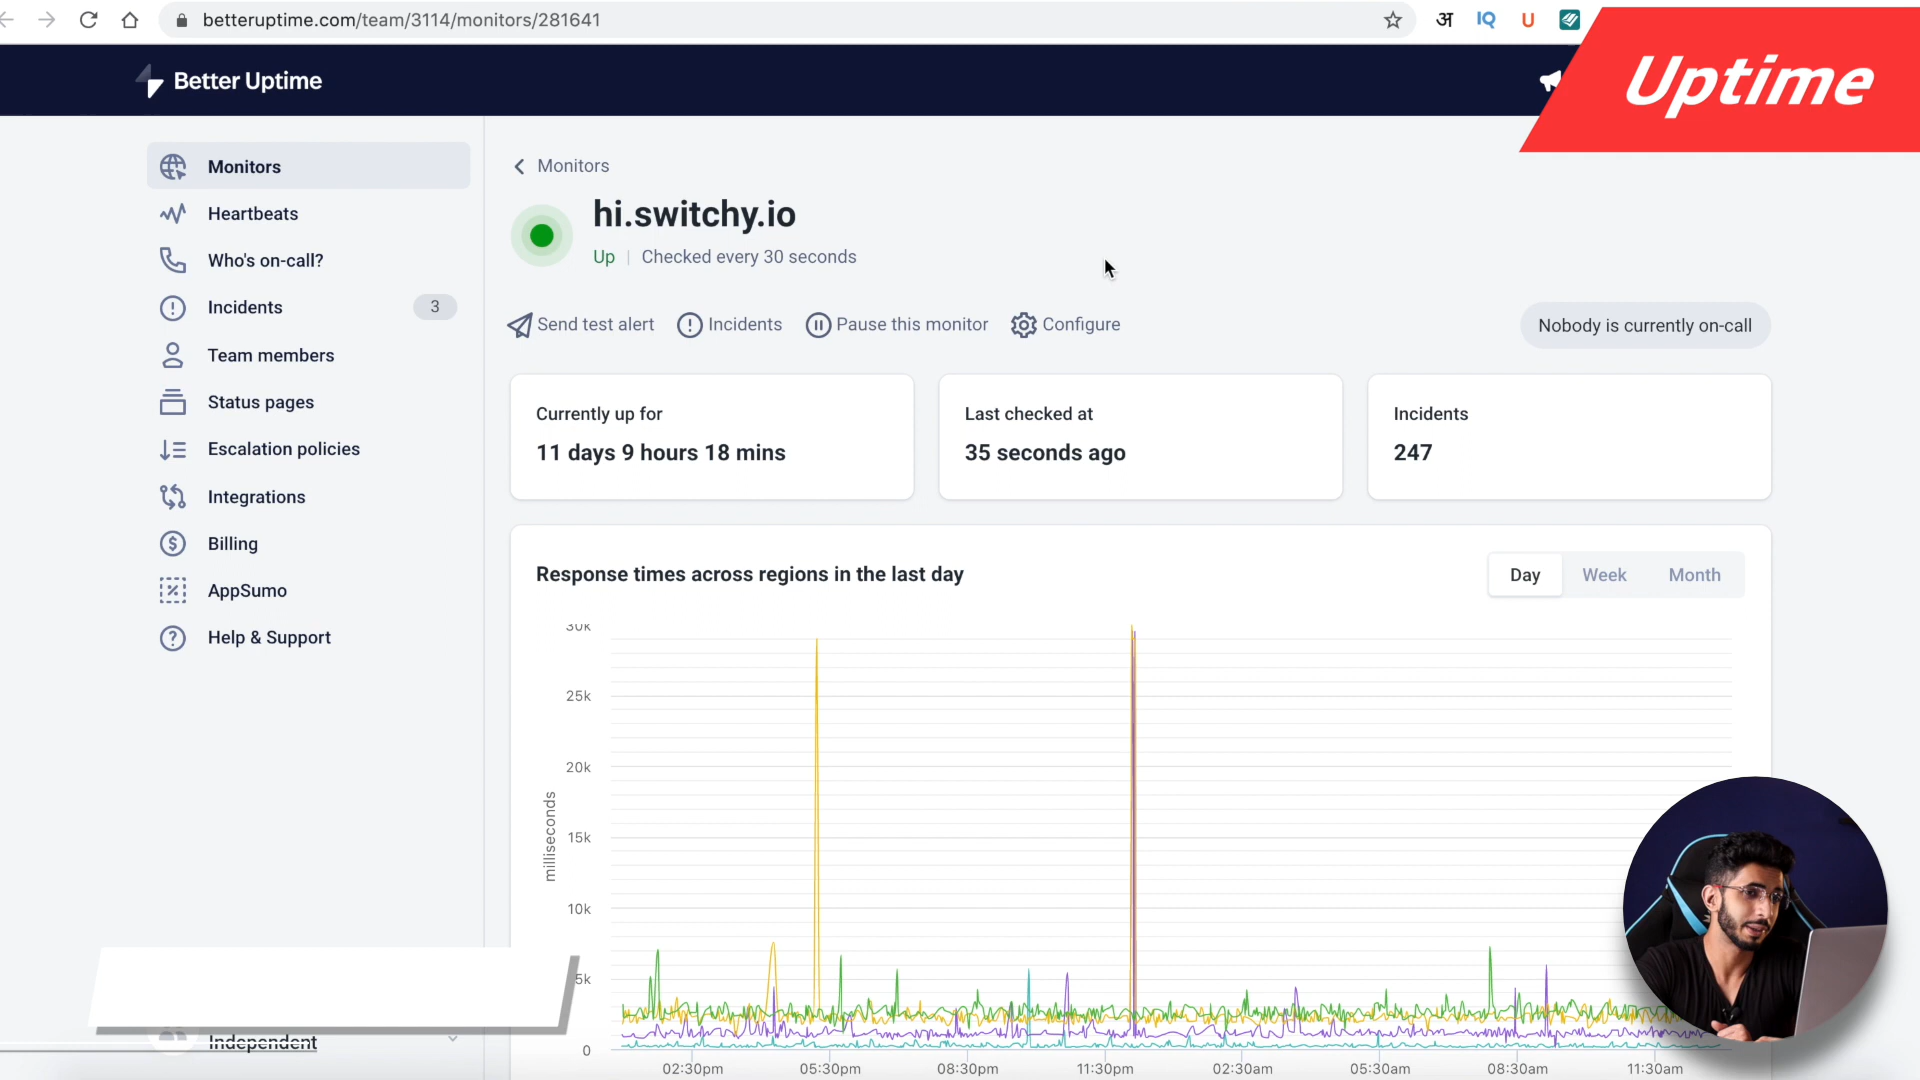 betteruptime.com/team/3114/monitors/281641
अ
IQ
U
Uptime
Better Uptime
Monitors
Heartbeats
Who's on-call?
Incidents
3
Team members
Status pages
Escalation policies
Integrations
Billing
AppSumo
Help & Support
Independent
Monitors
hi.switchy.io
Up | Checked every 30 seconds
Send test alert
Incidents
Pause this monitor
Configure
Nobody is currently on-call
Currently up for
11 days 9 hours 18 mins
Last checked at
35 seconds ago
Incidents
247
Response times across regions in the last day
Day
Week
Month
30k
25k
20k
15k
10k
5k
0
milliseconds
02:30pm
05:30pm
08:30pm
11:30pm
02:30am
05:30am
08:30am
11:30am